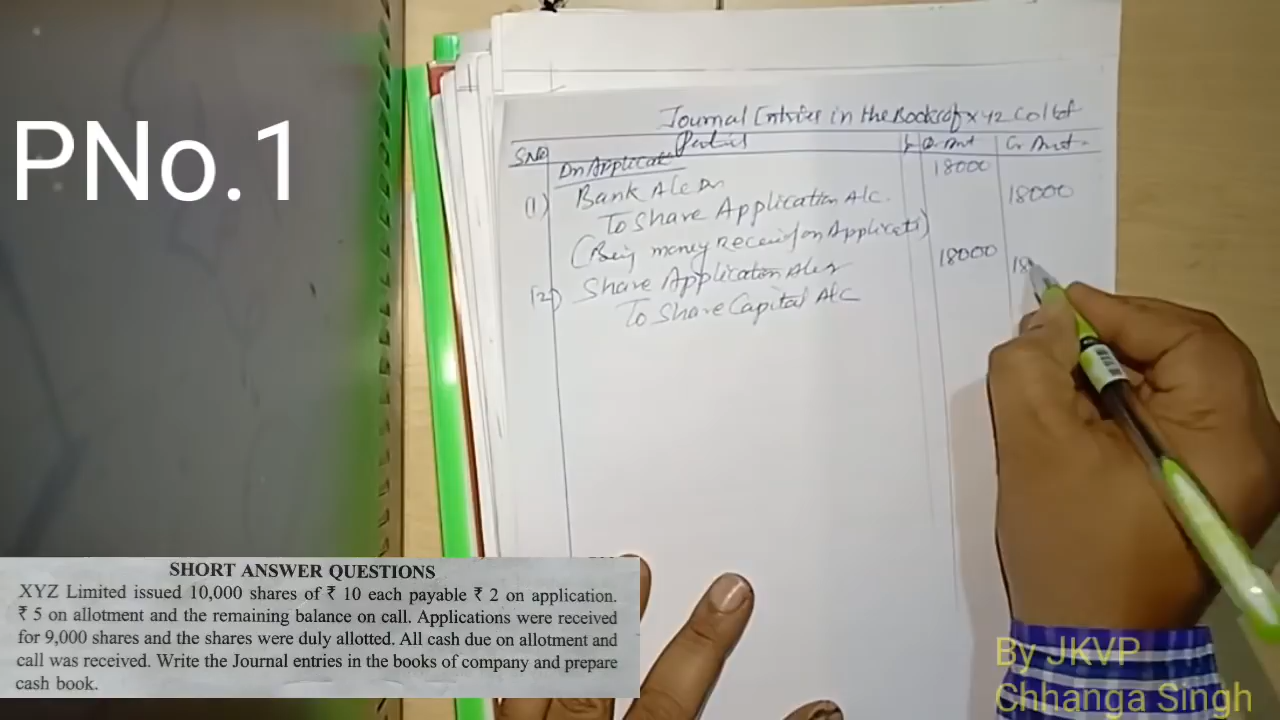 PNo.1
Journal Entries in the Books of XYZ Co Ltd
SNo Particulars Dr Amt Cr Amt
On Application
(1) Bank A/c Dr 18000
To Share Application A/c. 18000
(Being money Received on Application)
(2) Share Application A/c Dr 18000
To Share Capital A/c 18
SHORT ANSWER QUESTIONS
XYZ Limited issued 10,000 shares of ₹ 10 each payable ₹ 2 on application.
₹ 5 on allotment and the remaining balance on call. Applications were received
for 9,000 shares and the shares were duly allotted. All cash due on allotment and
call was received. Write the Journal entries in the books of company and prepare
cash book.
By JKVP
Chhanga Singh